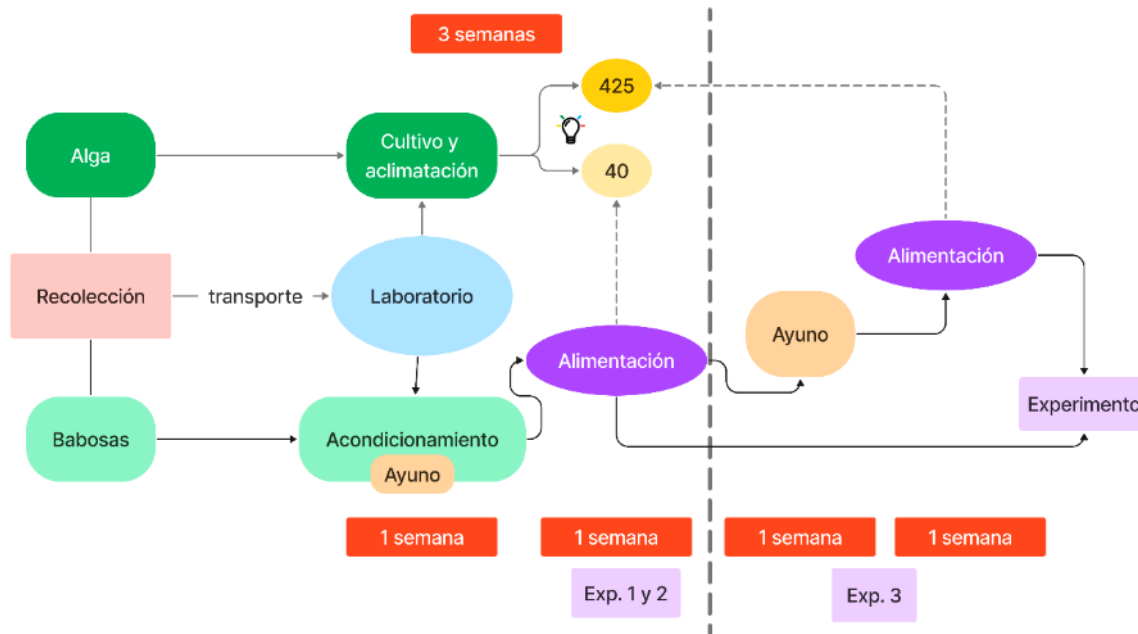 3 semanas
425
Alga
Cultivo y
aclimatación
40
Recolección
transporte
Laboratorio
Alimentación
Ayuno
Alimentación
Experimento
Babosas
Acondicionamiento
Ayuno
1 semana
1 semana
1 semana
1 semana
Exp. 1 y 2
Exp. 3